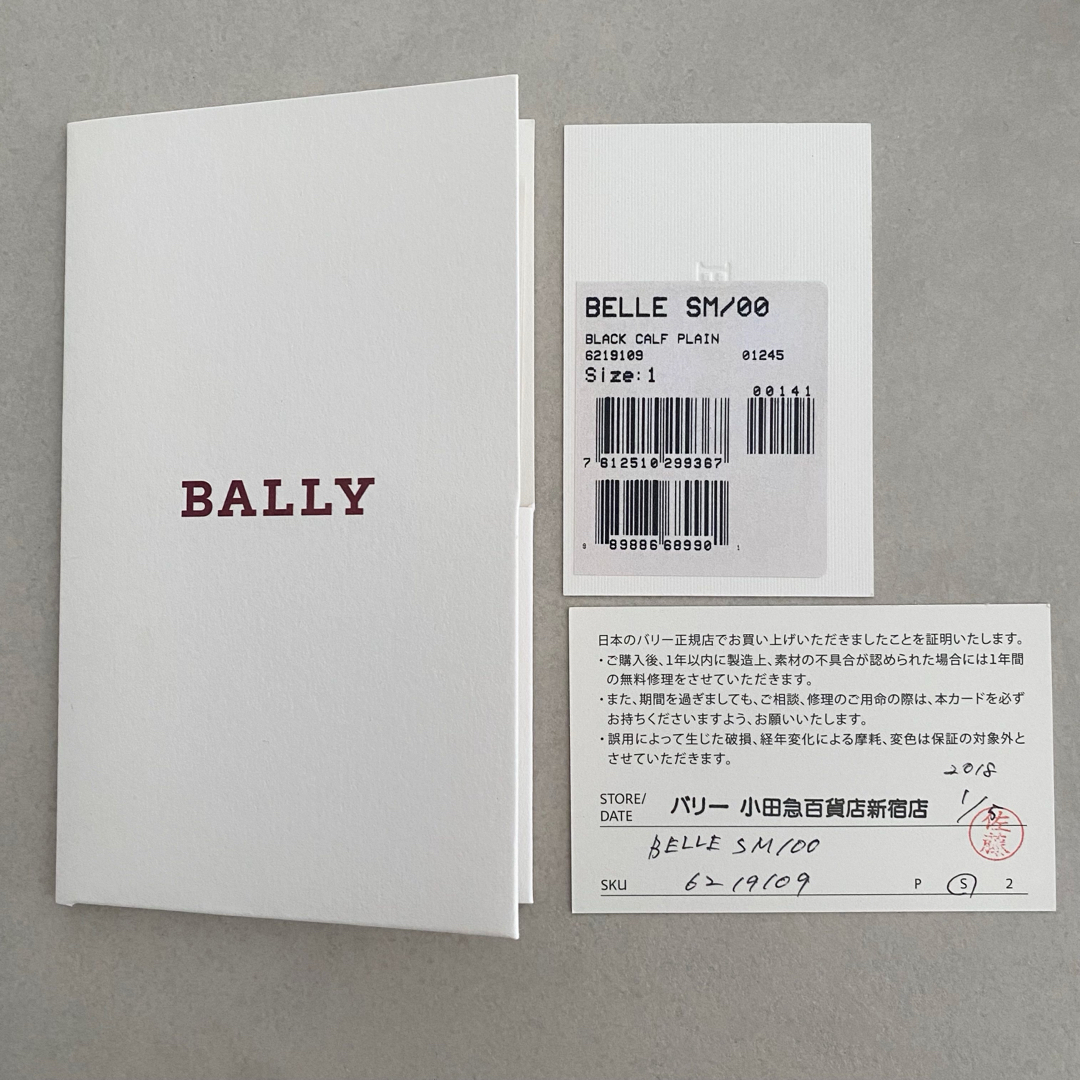 BALLY
BELLE SM/00
BLACK CALF PLAIN
6219109 01245
Size:1
00141
7 612510 299367
9 89886 68990 1
日本のバリー正規店でお買い上げいただきましたことを証明いたします。
・ご購入後、1年以内に製造上、素材の不具合が認められた場合には1年間
の無料修理をさせていただきます。
・また、期間を過ぎましても、ご相談、修理のご用命の際は、本カードを必ず
お持ちくださいますよう、お願いいたします。
・誤用によって生じた破損、経年変化による摩耗、変色は保証の対象外と
させていただきます。
2018
STORE/
DATE バリー 小田急百貨店新宿店 1/5
佐藤
BELLE SM/00
SKU 6219109 P S 2